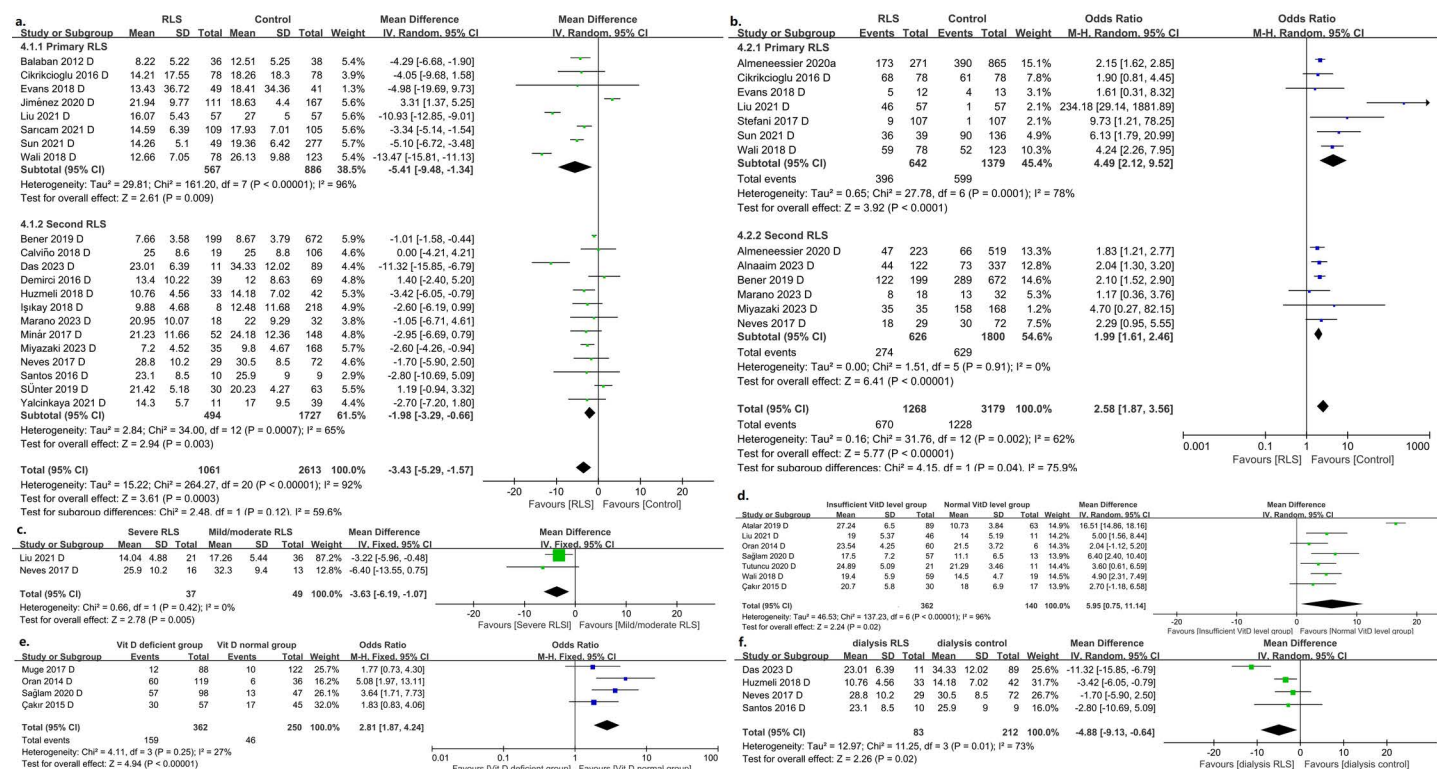 a.
RLS Control Mean Difference Mean Difference
Study or Subgroup Mean SD Total Mean SD Total Weight IV. Random. 95% CI IV. Random. 95% CI
4.1.1 Primary RLS
Balaban 2012 D 8.22 5.22 36 12.51 5.25 38 5.4% -4.29 [-6.68, -1.90]
Cikrikcioglu 2016 D 14.21 17.55 78 18.26 18.3 78 4.1% -4.05 [-9.68, 1.58]
Evans 2018 D 13.43 36.72 49 18.41 34.36 41 1.4% -4.98 [-19.69, 9.73]
Jiménez 2020 D 21.94 9.77 111 18.63 4.4 167 5.5% 3.31 [1.37, 5.25]
Liu 2021 D 16.07 5.43 57 27 5 57 5.5% -10.93 [-12.85, -9.01]
Sarıcam 2021 D 14.59 6.39 109 17.93 7.01 105 5.6% -3.34 [-5.14, -1.54]
Sun 2021 D 14.26 5.1 49 19.36 6.42 277 5.6% -5.10 [-6.72, -3.48]
Wali 2018 D 12.66 7.05 78 26.13 9.88 123 5.4% -13.47 [-15.81, -11.13]
Subtotal (95% CI) 567 886 38.5% -5.41 [-9.48, -1.34]
Heterogeneity: Tau² = 29.81; Chi² = 161.20, df = 7 (P < 0.00001); I² = 96%
Test for overall effect: Z = 2.61 (P = 0.009)
4.1.2 Second RLS
Bener 2019 D 7.66 3.58 199 8.67 3.79 672 5.9% -1.01 [-1.58, -0.44]
Calviño 2018 D 25 8.6 19 25 8.8 106 4.8% 0.00 [-4.21, 4.21]
Das 2023 D 23.01 6.39 11 34.33 12.02 89 4.6% -11.32 [-15.85, -6.79]
Demirci 2016 D 13.4 10.22 39 12 8.63 69 5.0% 1.40 [-2.40, 5.20]
Huzmeli 2018 D 10.76 4.56 33 14.18 7.02 42 5.3% -3.42 [-6.05, -0.79]
Işıkay 2018 D 9.88 4.68 8 12.48 11.68 218 5.0% -2.60 [-6.19, 0.99]
Marano 2023 D 20.95 10.07 18 22 9.29 32 4.1% -1.05 [-6.71, 4.61]
Minár 2017 D 21.23 11.66 52 24.18 12.36 148 5.0% -2.95 [-6.69, 0.79]
Miyazaki 2023 D 7.2 4.52 35 9.8 4.67 168 5.6% -2.60 [-4.26, -0.94]
Neves 2017 D 28.8 10.2 29 30.5 8.5 72 4.8% -1.70 [-5.90, 2.50]
Santos 2016 D 23.1 8.5 10 25.9 9 9 3.2% -2.80 [-10.69, 5.09]
SÜnter 2019 D 21.42 5.18 30 20.23 4.27 63 5.5% 1.19 [-0.94, 3.32]
Yalcinkaya 2021 D 14.3 5.7 11 17 9.5 39 4.7% -2.70 [-7.20, 1.80]
Subtotal (95% CI) 494 1727 61.5% -1.98 [-3.29, -0.66]
Heterogeneity: Tau² = 2.84; Chi² = 34.00, df = 12 (P = 0.0007); I² = 65%
Test for overall effect: Z = 2.94 (P = 0.003)
Total (95% CI) 1061 2613 100.0% -3.43 [-5.29, -1.57]
Heterogeneity: Tau² = 15.22; Chi² = 264.27, df = 20 (P < 0.00001); I² = 92%
Test for overall effect: Z = 3.61 (P = 0.0003)
Test for subgroup differences: Chi² = 2.48, df = 1 (P = 0.12), I² = 59.6%
-20 -10 0 10 20
Favours [RLS] Favours [Control]
b.
RLS Control Odds Ratio Odds Ratio
Study or Subgroup Events Total Events Total Weight M-H. Random. 95% CI M-H. Random. 95% CI
4.2.1 Primary RLS
Almeneessier 2020a 173 271 390 865 15.1% 2.15 [1.62, 2.85]
Cikrikcioglu 2016 D 68 78 61 78 7.8% 1.90 [0.81, 4.45]
Evans 2018 D 5 12 4 13 3.1% 1.61 [0.31, 8.32]
Liu 2021 D 46 57 1 57 2.1% 234.18 [29.14, 1881.89]
Stefani 2017 D 9 107 1 107 2.1% 9.73 [1.21, 78.25]
Sun 2021 D 36 39 90 136 4.9% 6.13 [1.79, 20.99]
Wali 2018 D 59 78 52 123 10.3% 4.24 [2.26, 7.95]
Subtotal (95% CI) 642 1379 45.4% 4.49 [2.12, 9.52]
Total events 396 599
Heterogeneity: Tau² = 0.65; Chi² = 27.78, df = 6 (P = 0.0001); I² = 78%
Test for overall effect: Z = 3.92 (P < 0.0001)
4.2.2 Second RLS
Almeneessier 2020 D 47 223 66 519 13.3% 1.83 [1.21, 2.77]
Alnaaim 2023 D 44 122 73 337 12.8% 2.04 [1.30, 3.20]
Bener 2019 D 122 199 289 672 14.6% 2.10 [1.52, 2.90]
Marano 2023 D 8 18 13 32 5.3% 1.17 [0.36, 3.76]
Miyazaki 2023 D 35 35 158 168 1.2% 4.70 [0.27, 82.15]
Neves 2017 D 18 29 30 72 7.5% 2.29 [0.95, 5.55]
Subtotal (95% CI) 626 1800 54.6% 1.99 [1.61, 2.46]
Total events 274 629
Heterogeneity: Tau² = 0.00; Chi² = 1.51, df = 5 (P = 0.91); I² = 0%
Test for overall effect: Z = 6.41 (P < 0.00001)
Total (95% CI) 1268 3179 100.0% 2.58 [1.87, 3.56]
Total events 670 1228
Heterogeneity: Tau² = 0.16; Chi² = 31.76, df = 12 (P = 0.002); I² = 62%
Test for overall effect: Z = 5.77 (P < 0.00001)
Test for subgroup differences: Chi² = 4.15, df = 1 (P = 0.04), I² = 75.9%
0.001 0.1 1 10 1000
Favours [RLS] Favours [Control]
c.
Severe RLS Mild/moderate RLS Mean Difference Mean Difference
Study or Subgroup Mean SD Total Mean SD Total Weight IV. Fixed. 95% CI IV. Fixed. 95% CI
Liu 2021 D 14.04 4.88 21 17.26 5.44 36 87.2% -3.22 [-5.96, -0.48]
Neves 2017 D 25.9 10.2 16 32.3 9.4 13 12.8% -6.40 [-13.55, 0.75]
Total (95% CI) 37 49 100.0% -3.63 [-6.19, -1.07]
Heterogeneity: Chi² = 0.66, df = 1 (P = 0.42); I² = 0%
Test for overall effect: Z = 2.78 (P = 0.005)
-20 -10 0 10 20
Favours [Severe RLSI] Favours [Mild/moderate RLS]
d.
Insufficient VitD level group Normal VitD level group Mean Difference Mean Difference
Study or Subgroup Mean SD Total Mean SD Total Weight IV. Random. 95% CI IV. Random. 95% CI
Atalar 2019 D 27.24 6.5 89 10.73 3.84 63 14.9% 16.51 [14.86, 18.16]
Liu 2021 D 19 5.37 46 14 5.19 11 14.4% 5.00 [1.56, 8.44]
Oran 2014 D 23.54 4.25 60 21.5 3.72 6 14.5% 2.04 [-1.12, 5.20]
Sağlam 2020 D 17.5 7.2 57 11.1 6.5 13 14.2% 6.40 [2.40, 10.40]
Tutuncu 2020 D 24.89 5.09 21 21.29 3.46 11 14.5% 3.60 [0.61, 6.59]
Wali 2018 D 19.4 5.9 59 14.5 4.7 19 14.7% 4.90 [2.31, 7.49]
Çakır 2015 D 20.7 5.8 30 18 6.9 17 14.2% 2.70 [-1.18, 6.58]
Total (95% CI) 362 140 100.0% 5.95 [0.75, 11.14]
Heterogeneity: Tau² = 46.53; Chi² = 137.23, df = 6 (P < 0.00001); I² = 96%
Test for overall effect: Z = 2.24 (P = 0.02)
-20 -10 0 10 20
Favours [Insufficient VitD level group] Favours [Normal VitD level group]
e.
Vit D deficient group Vit D normal group Odds Ratio Odds Ratio
Study or Subgroup Events Total Events Total Weight M-H. Fixed. 95% CI M-H. Fixed. 95% CI
Muge 2017 D 12 88 10 122 25.7% 1.77 [0.73, 4.30]
Oran 2014 D 60 119 6 36 17.5% 5.08 [1.97, 13.11]
Sağlam 2020 D 57 98 13 47 26.1% 3.64 [1.71, 7.73]
Çakır 2015 D 30 57 17 45 30.7% 1.83 [0.83, 4.06]
Total (95% CI) 362 250 100.0% 2.81 [1.87, 4.24]
Total events 159 46
Heterogeneity: Chi² = 4.11, df = 3 (P = 0.25); I² = 27%
Test for overall effect: Z = 4.94 (P < 0.00001)
0.01 0.1 1 10 100
Favours [Vit D deficient group] Favours [Vit D normal group]
f.
dialysis RLS dialysis control Mean Difference Mean Difference
Study or Subgroup Mean SD Total Mean SD Total Weight IV. Random. 95% CI IV. Random. 95% CI
Das 2023 D 23.01 6.39 11 34.33 12.02 89 25.6% -11.32 [-15.85, -6.79]
Huzmeli 2018 D 10.76 4.56 33 14.18 7.02 42 31.8% -3.42 [-6.05, -0.79]
Neves 2017 D 28.8 10.2 29 30.5 8.5 72 26.6% -1.70 [-5.90, 2.50]
Santos 2016 D 23.1 8.5 10 25.9 9 9 16.0% -2.80 [-10.69, 5.09]
Total (95% CI) 83 212 100.0% -4.88 [-9.13, -0.64]
Heterogeneity: Tau² = 12.97; Chi² = 11.25, df = 3 (P = 0.01); I² = 73%
Test for overall effect: Z = 2.26 (P = 0.02)
-20 -10 0 10 20
Favours [dialysis RLS] Favours [dialysis control]